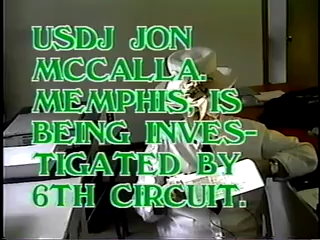 USDJ JON
MCCALLA.
MEMPHIS, IS
BEING INVES-
TIGATED BY
6TH CIRCUIT.